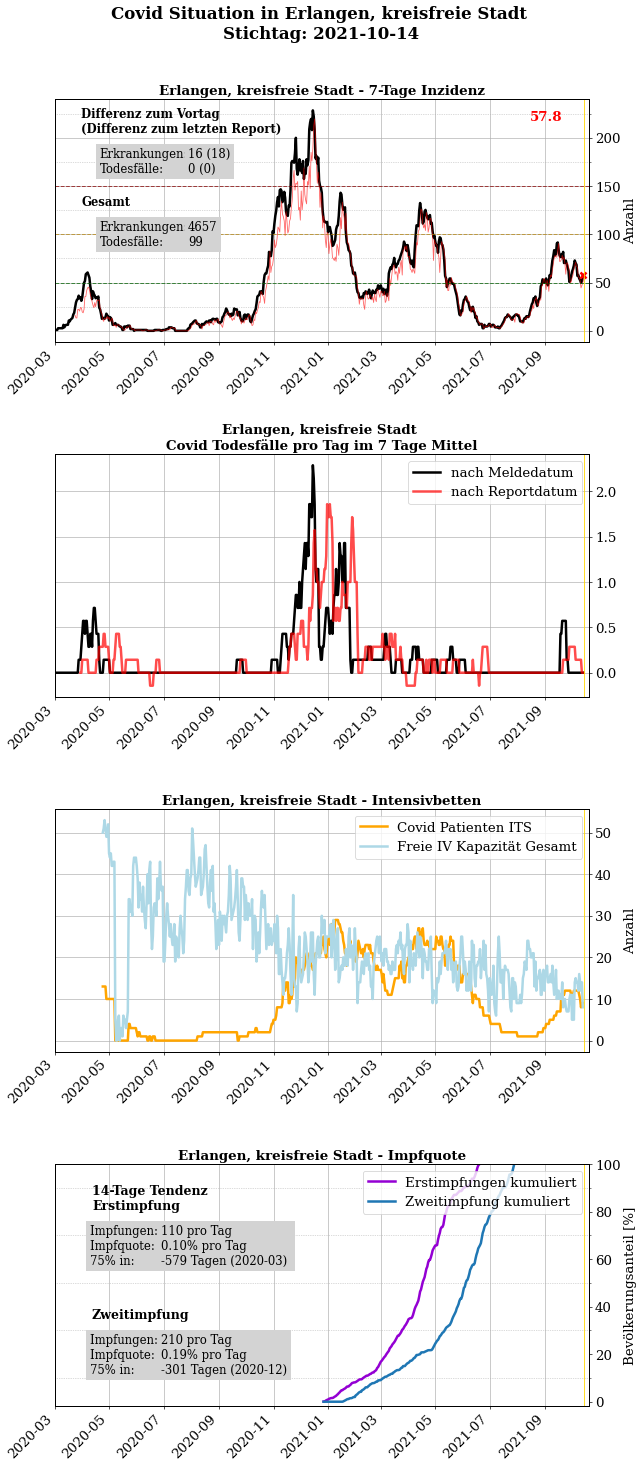 Covid Situation in Erlangen, kreisfreie Stadt
Stichtag: 2021-10-14
Erlangen, kreisfreie Stadt - 7-Tage Inzidenz
Differenz zum Vortag
(Differenz zum letzten Report)
Erkrankungen 16 (18)
Todesfälle: 0 (0)
Gesamt
Erkrankungen 4657
Todesfälle: 99
57.8
200
150
100
50
0
Anzahl
2020-03 2020-05 2020-07 2020-09 2020-11 2021-01 2021-03 2021-05 2021-07 2021-09
Erlangen, kreisfreie Stadt
Covid Todesfälle pro Tag im 7 Tage Mittel
nach Meldedatum
nach Reportdatum
2.0
1.5
1.0
0.5
0.0
2020-03 2020-05 2020-07 2020-09 2020-11 2021-01 2021-03 2021-05 2021-07 2021-09
Erlangen, kreisfreie Stadt - Intensivbetten
Covid Patienten ITS
Freie IV Kapazität Gesamt
50
40
30
20
10
0
Anzahl
2020-03 2020-05 2020-07 2020-09 2020-11 2021-01 2021-03 2021-05 2021-07 2021-09
Erlangen, kreisfreie Stadt - Impfquote
14-Tage Tendenz
Erstimpfung
Impfungen: 110 pro Tag
Impfquote: 0.10% pro Tag
75% in: -579 Tagen (2020-03)
Zweitimpfung
Impfungen: 210 pro Tag
Impfquote: 0.19% pro Tag
75% in: -301 Tagen (2020-12)
Erstimpfungen kumuliert
Zweitimpfung kumuliert
100
80
60
40
20
0
Bevölkerungsanteil [%]
2020-03 2020-05 2020-07 2020-09 2020-11 2021-01 2021-03 2021-05 2021-07 2021-09